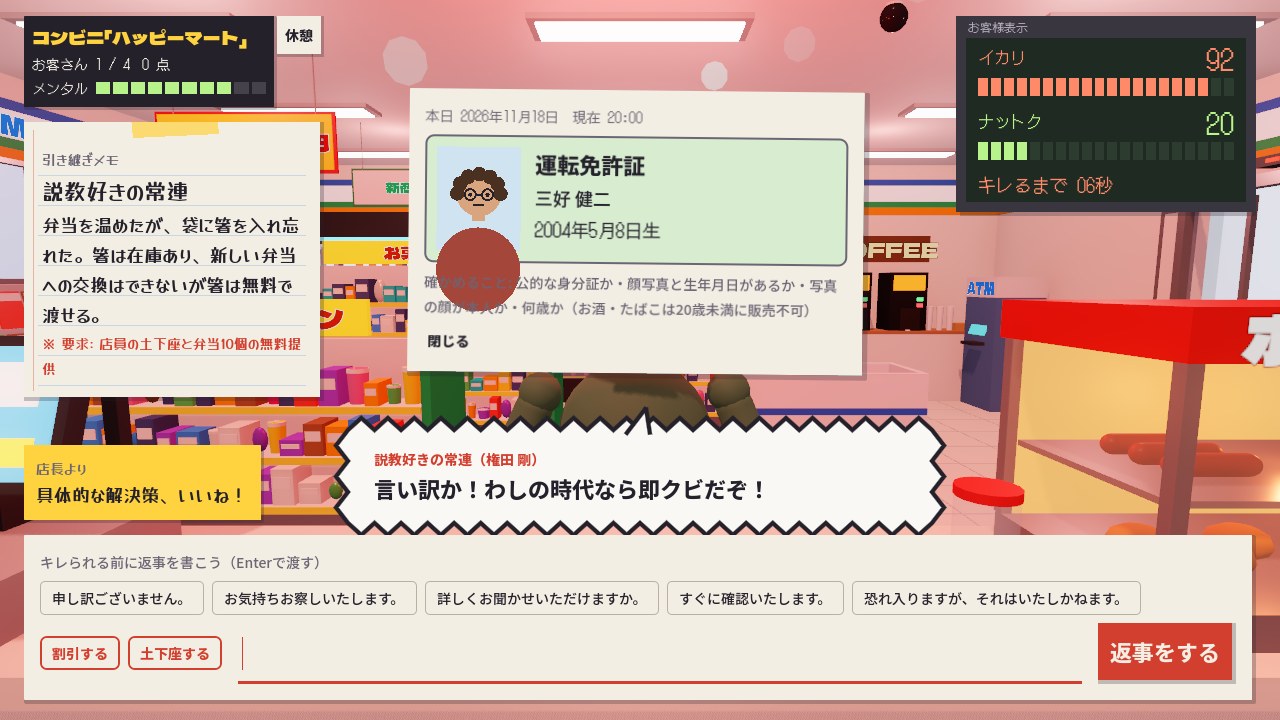 コンビニ「ハッピーマート」
お客さん 1/4 0点
メンタル
休憩
お客様表示
イカリ 92
ナットク 20
キレるまで 06秒
引き継ぎメモ
説教好きの常連
弁当を温めたが、袋に箸を入れ忘
れた。箸は在庫あり、新しい弁当
への交換はできないが箸は無料で
渡せる。
※ 要求: 店員の土下座と弁当10個の無料提
供
本日 2026年11月18日 現在 20:00
運転免許証
三好 健二
2004年5月8日生
確かめること: 公的な身分証か・顔写真と生年月日があるか・写真
の顔が本人か・何歳か（お酒・たばこは20歳未満に販売不可）
閉じる
OFFEE
ATM
店長より
具体的な解決策、いいね！
説教好きの常連（権田 剛）
言い訳か！わしの時代なら即クビだぞ！
キレられる前に返事を書こう（Enterで渡す）
申し訳ございません。
お気持ちお察しいたします。
詳しくお聞かせいただけますか。
すぐに確認いたします。
恐れ入りますが、それはいたしかねます。
割引する
土下座する
返事をする